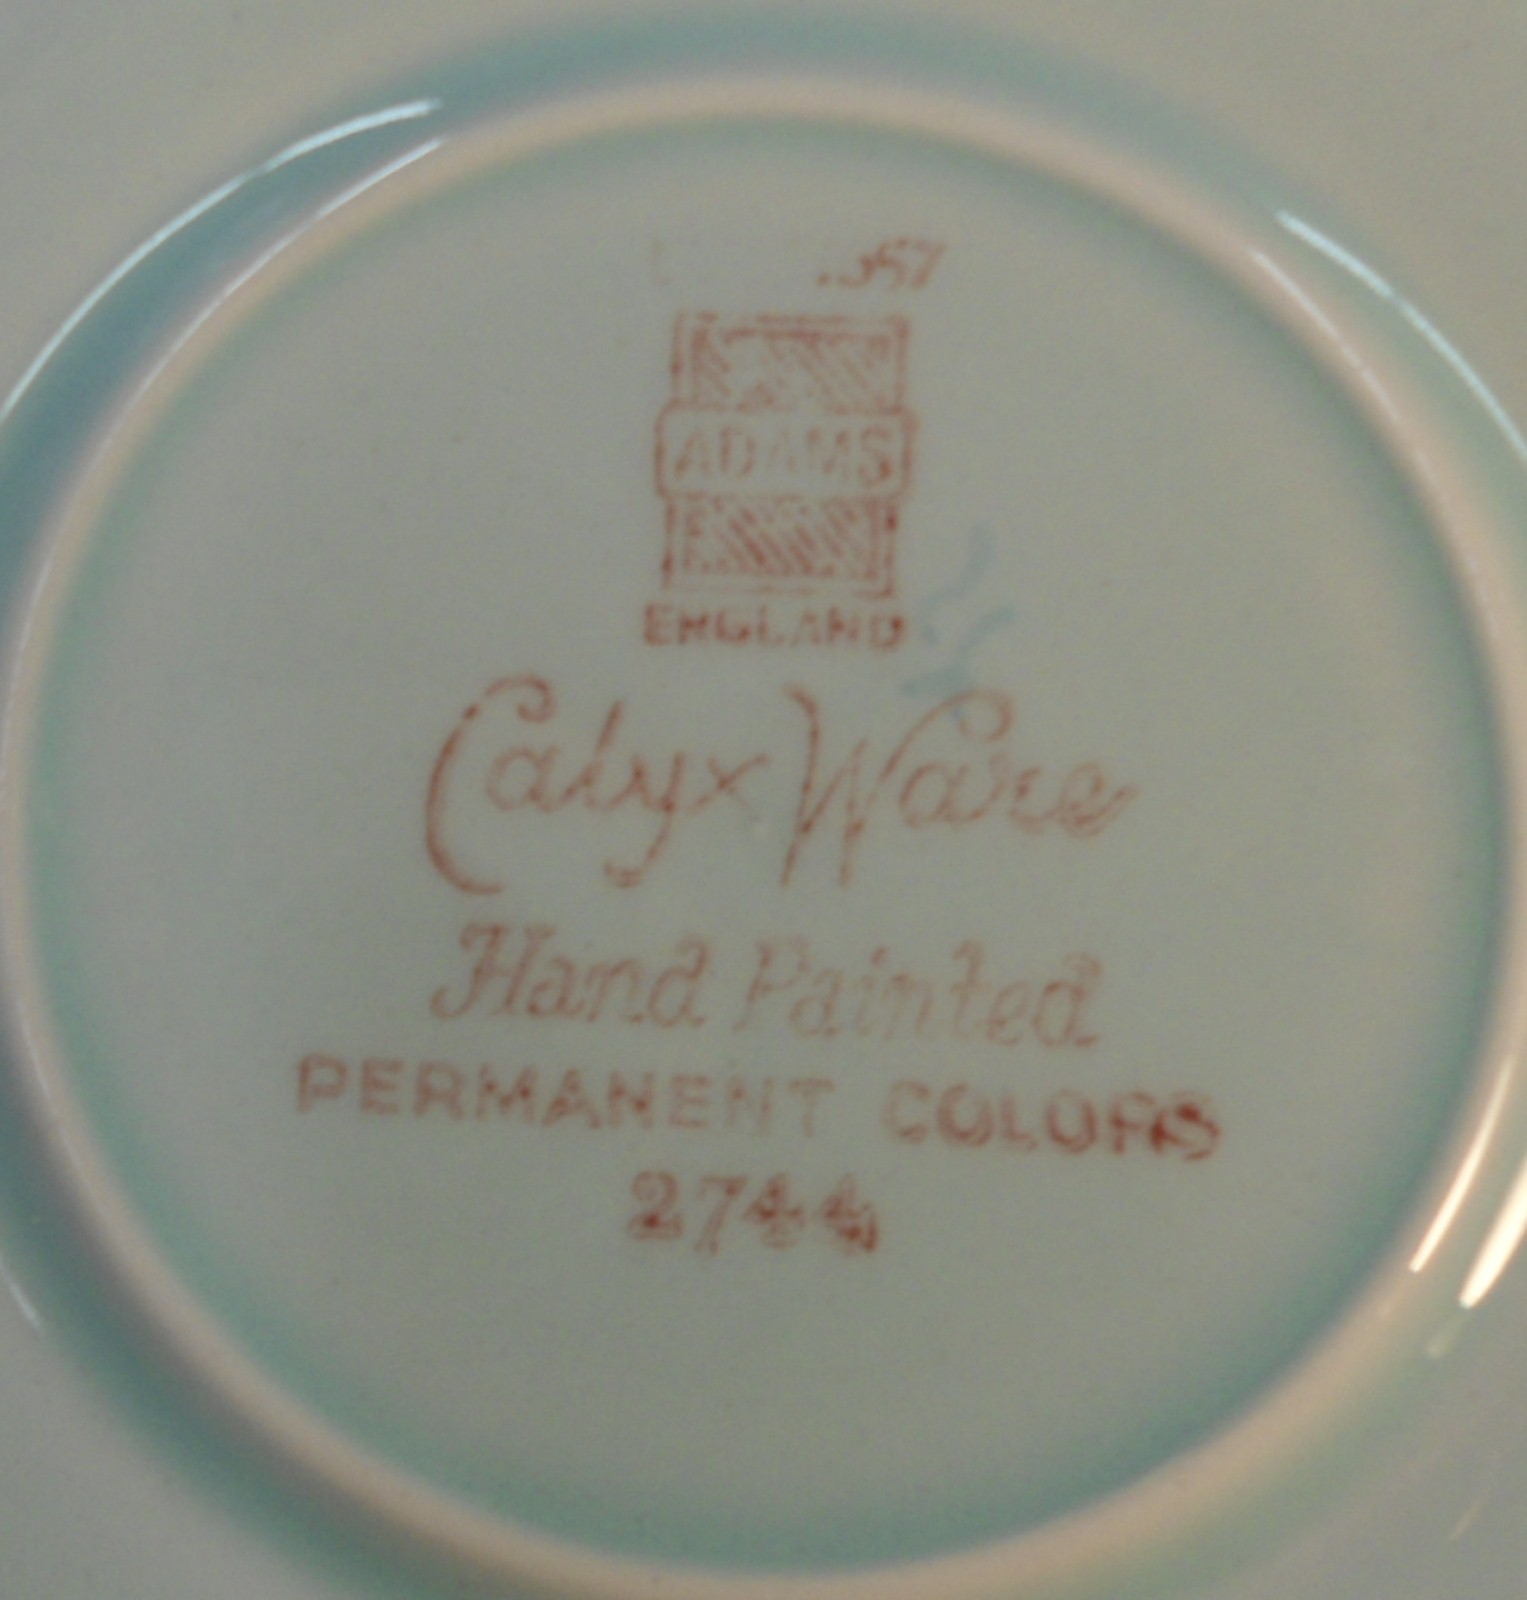 ADAMS
ENGLAND
Calyx Ware
Hand Painted
PERMANENT COLORS
2744